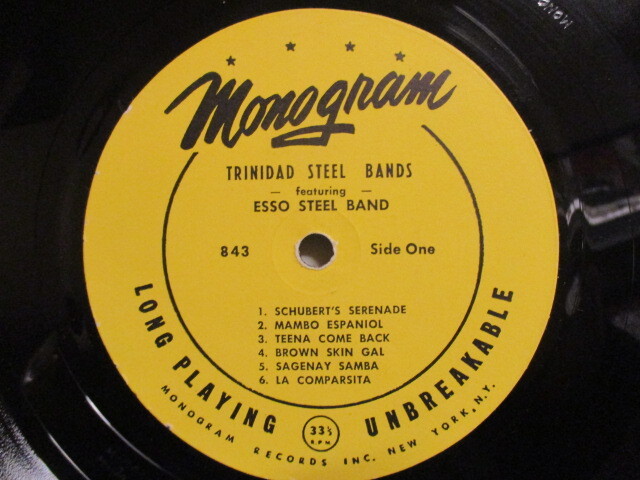 Monogram
TRINIDAD STEEL BANDS
— featuring —
ESSO STEEL BAND
843 Side One
1. SCHUBERT'S SERENADE
2. MAMBO ESPANIOL
3. TEENA COME BACK
4. BROWN SKIN GAL
5. SAGENAY SAMBA
6. LA COMPARSITA
LONG PLAYING UNBREAKABLE
33⅓
R.P.M.
MONOGRAM RECORDS INC. NEW YORK, N.Y.